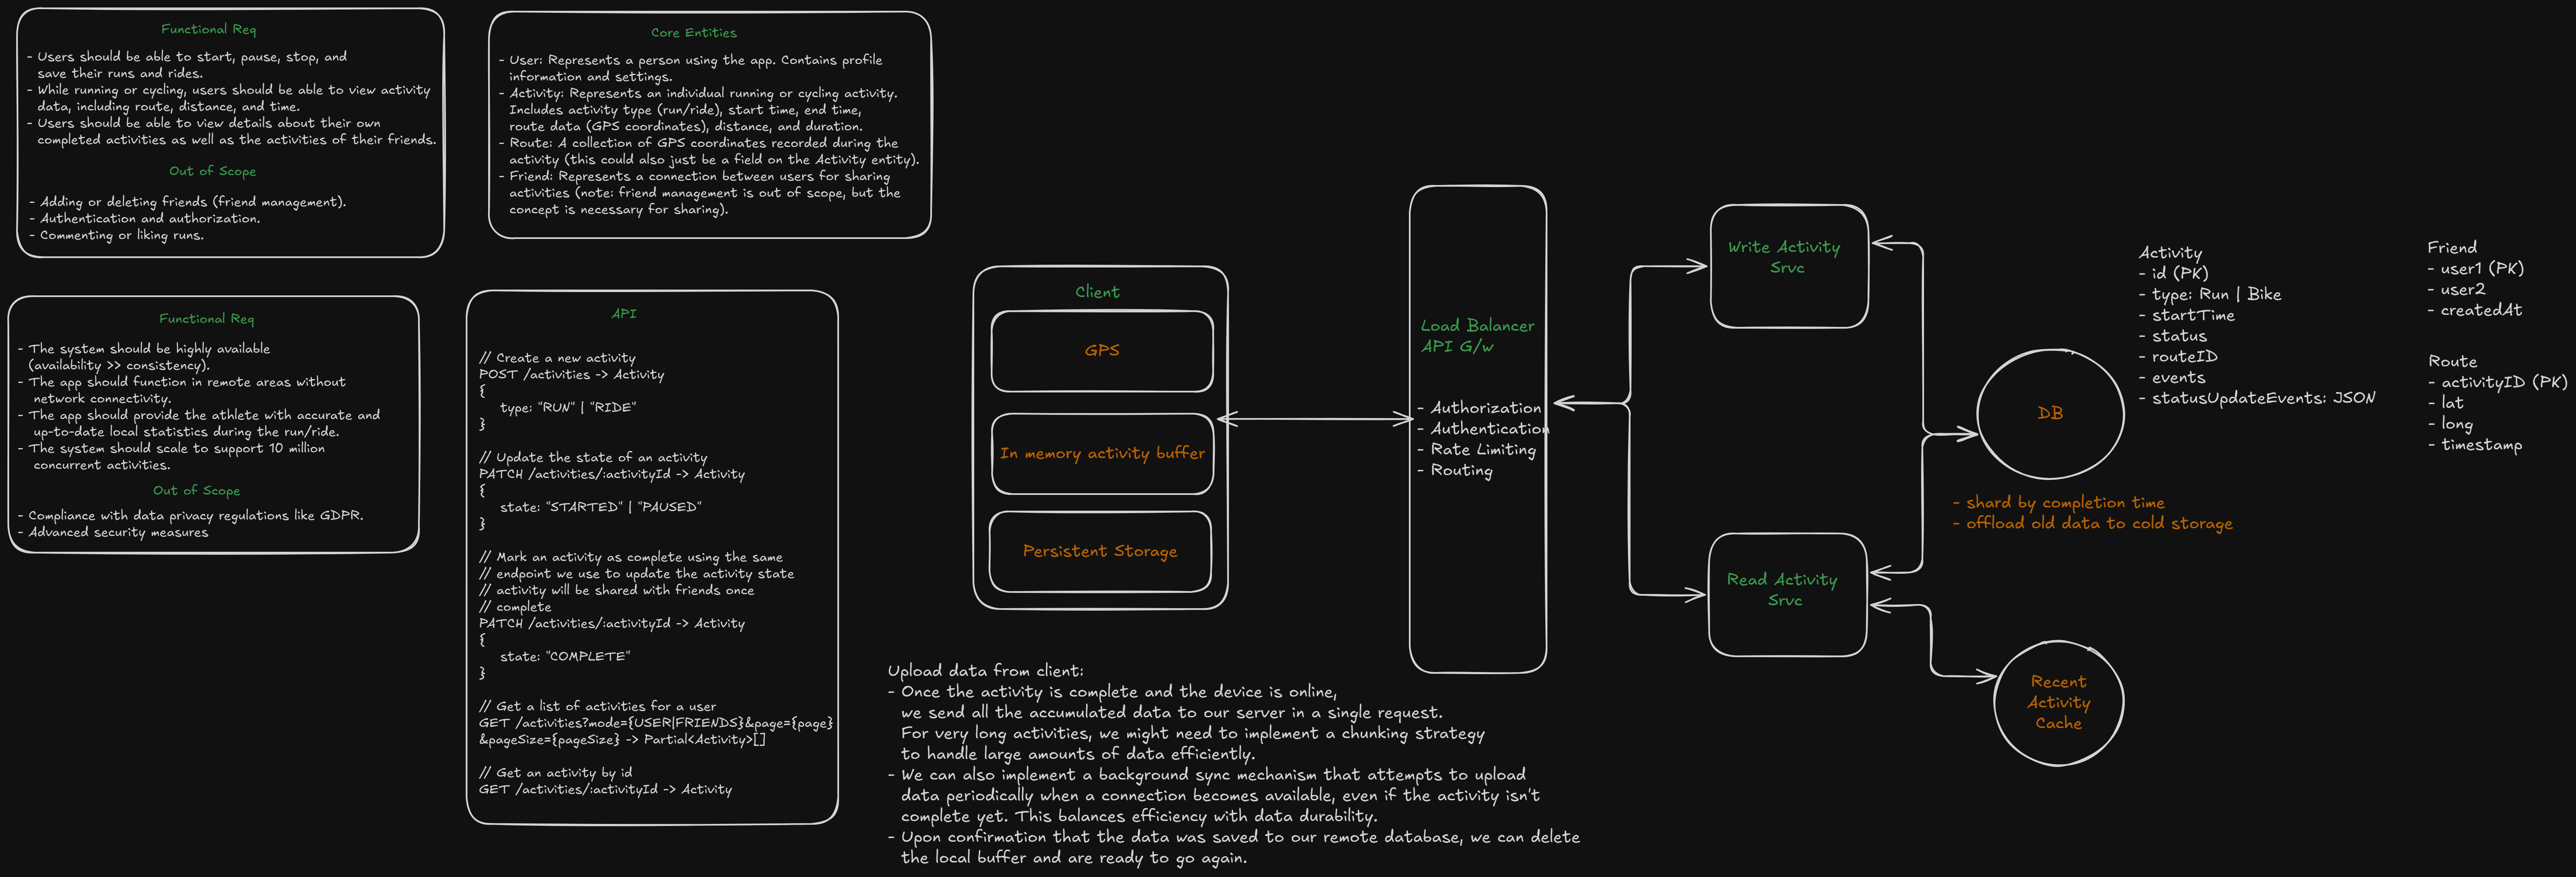 Functional Req
- Users should be able to start, pause, stop, and
save their runs and rides.
- While running or cycling, users should be able to view activity
data, including route, distance, and time.
- Users should be able to view details about their own
completed activities as well as the activities of their friends.
Out of Scope
- Adding or deleting friends (friend management).
- Authentication and authorization.
- Commenting or liking runs.
Core Entities
- User: Represents a person using the app. Contains profile
information and settings.
- Activity: Represents an individual running or cycling activity.
Includes activity type (run/ride), start time, end time,
route data (GPS coordinates), distance, and duration.
- Route: A collection of GPS coordinates recorded during the
activity (this could also just be a field on the Activity entity).
- Friend: Represents a connection between users for sharing
activities (note: friend management is out of scope, but the
concept is necessary for sharing).
Functional Req
- The system should be highly available
(availability >> consistency).
- The app should function in remote areas without
network connectivity.
- The app should provide the athlete with accurate and
up-to-date local statistics during the run/ride.
- The system should scale to support 10 million
concurrent activities.
Out of Scope
- Compliance with data privacy regulations like GDPR.
- Advanced security measures
API
// Create a new activity
POST /activities -> Activity
{
type: "RUN" | "RIDE"
}
// Update the state of an activity
PATCH /activities/:activityId -> Activity
{
state: "STARTED" | "PAUSED"
}
// Mark an activity as complete using the same
// endpoint we use to update the activity state
// activity will be shared with friends once
// complete
PATCH /activities/:activityId -> Activity
{
state: "COMPLETE"
}
// Get a list of activities for a user
GET /activities?mode={USER|FRIENDS}&page={page}
&pageSize={pageSize} -> Partial<Activity>[]
// Get an activity by id
GET /activities/:activityId -> Activity
Client
GPS
In memory activity buffer
Persistent Storage
Upload data from client:
- Once the activity is complete and the device is online,
we send all the accumulated data to our server in a single request.
For very long activities, we might need to implement a chunking strategy
to handle large amounts of data efficiently.
- We can also implement a background sync mechanism that attempts to upload
data periodically when a connection becomes available, even if the activity isn't
complete yet. This balances efficiency with data durability.
- Upon confirmation that the data was saved to our remote database, we can delete
the local buffer and are ready to go again.
Load Balancer
API G/w
- Authorization
- Authentication
- Rate Limiting
- Routing
Write Activity
Srvc
Read Activity
Srvc
DB
- shard by completion time
- offload old data to cold storage
Recent
Activity
Cache
Activity
- id (PK)
- type: Run | Bike
- startTime
- status
- routeID
- events
- statusUpdateEvents: JSON
Friend
- user1 (PK)
- user2
- createdAt
Route
- activityID (PK)
- lat
- long
- timestamp